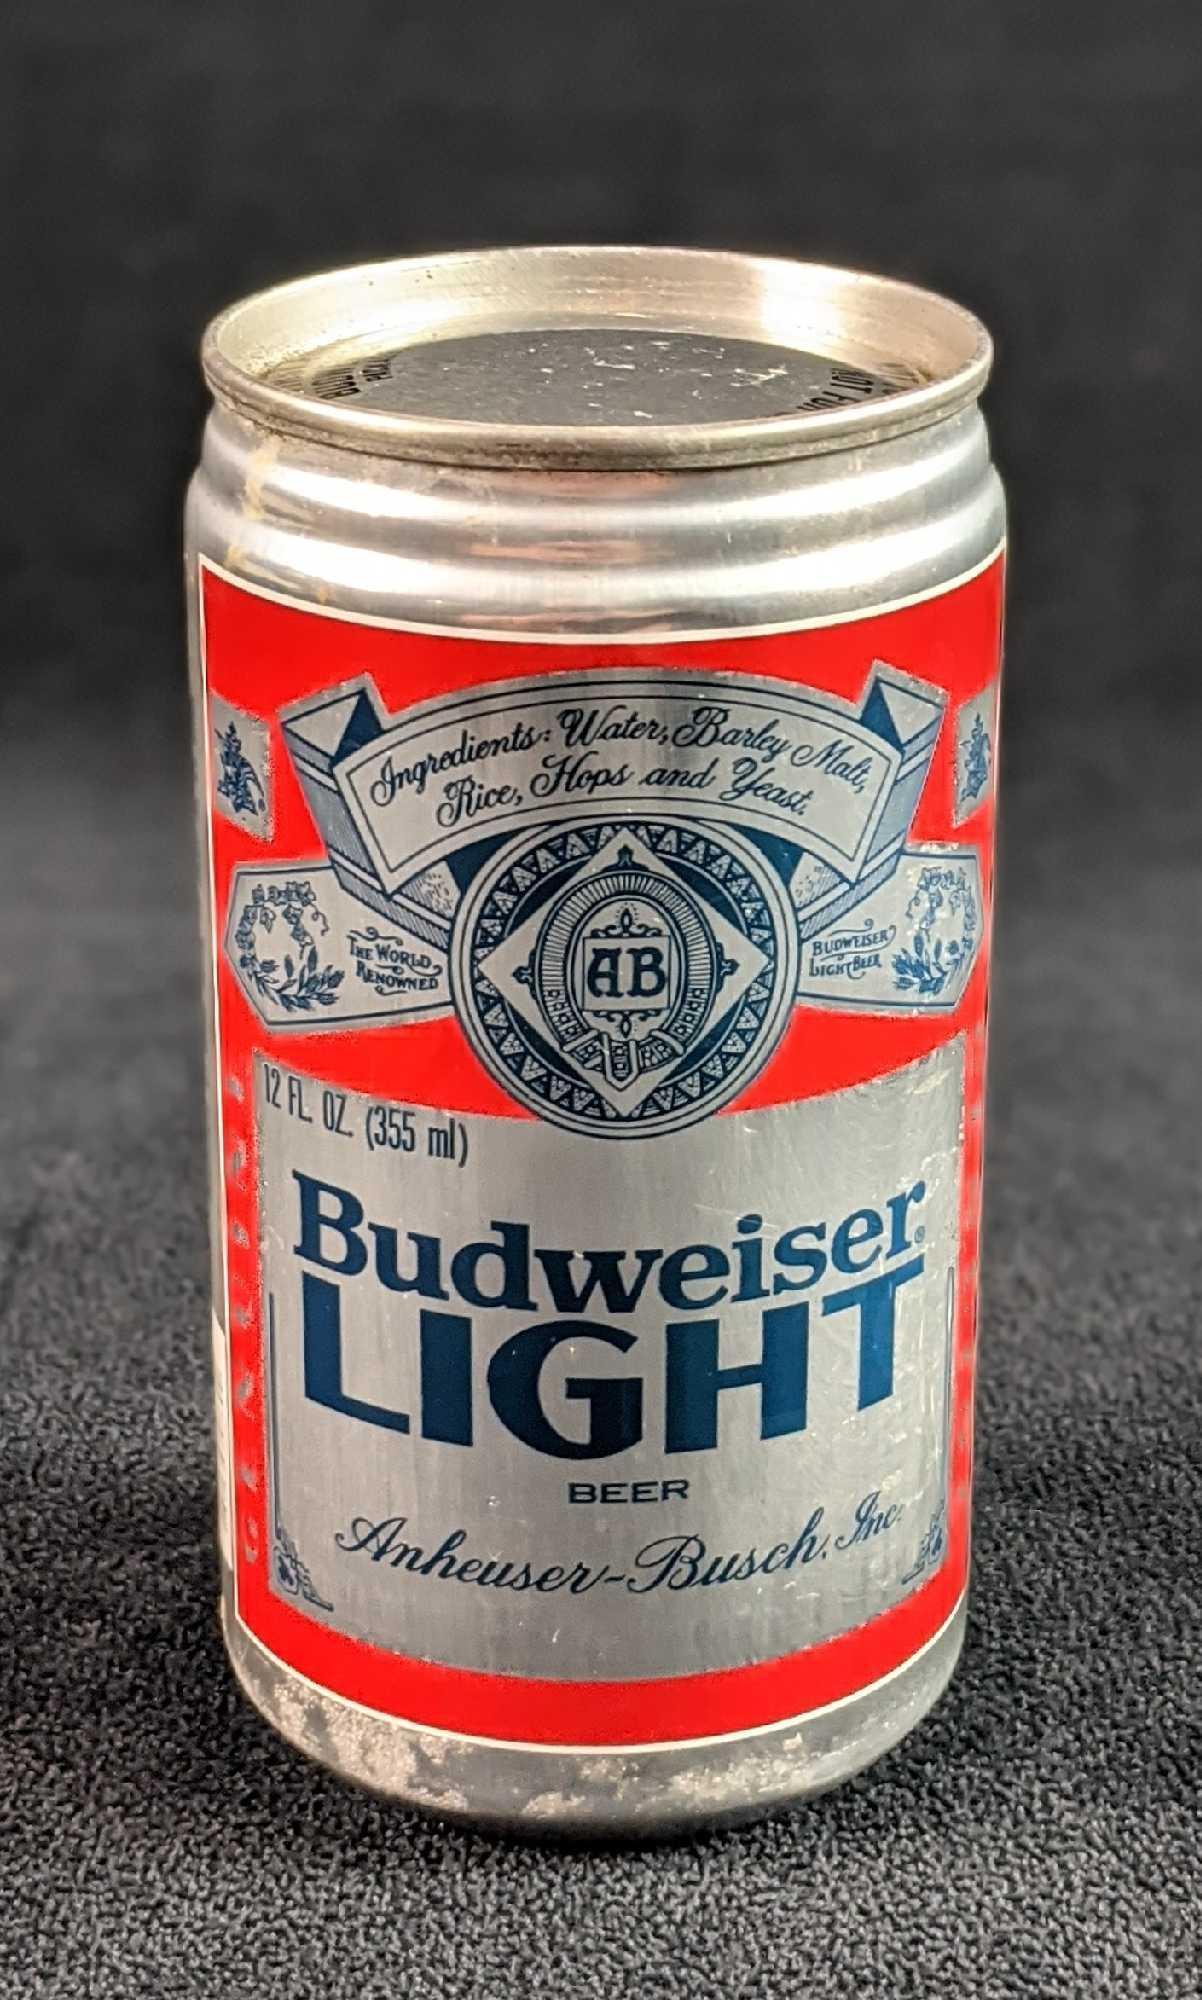 Ingredients: Water, Barley Malt,
Rice, Hops and Yeast.
THE WORLD
RENOWNED
AB
BUDWEISER
LIGHT BEER
12 FL. OZ. (355 ml)
Budweiser®
LIGHT
BEER
Anheuser-Busch, Inc.